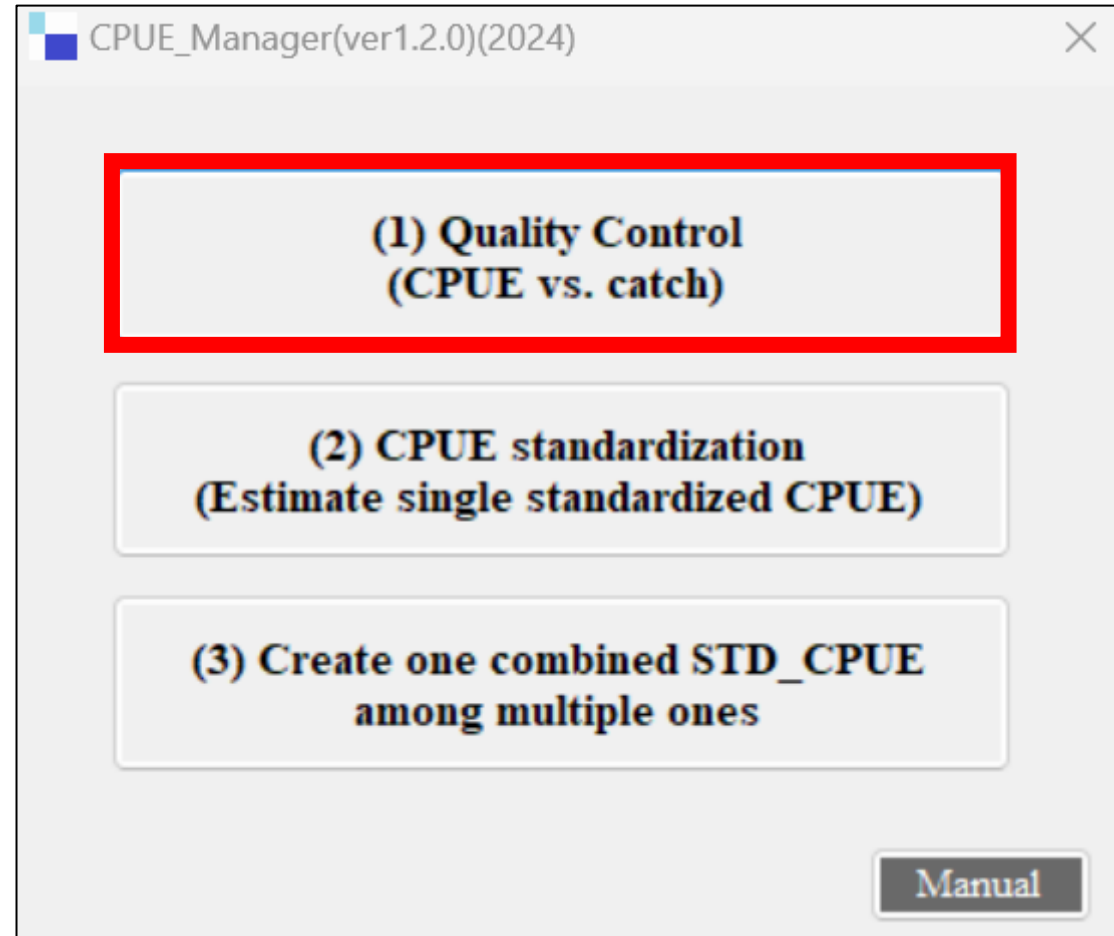 CPUE_Manager(ver1.2.0)(2024)
(1) Quality Control
(CPUE vs. catch)
(2) CPUE standardization
(Estimate single standardized CPUE)
(3) Create one combined STD_CPUE
among multiple ones
Manual